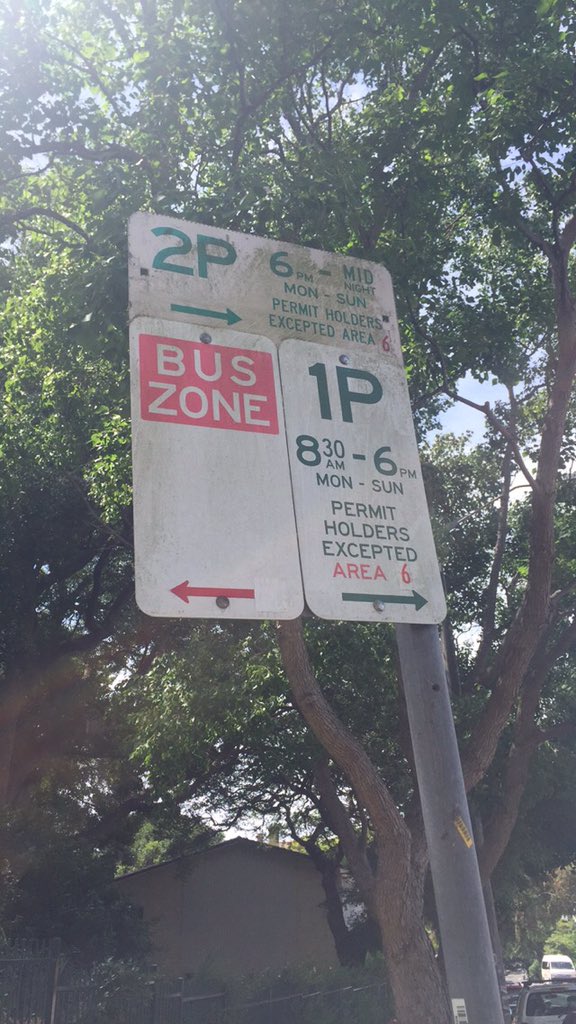 2P 6PM - MID NIGHT
MON - SUN
PERMIT HOLDERS
EXCEPTED AREA 6
BUS
ZONE
1P
830AM - 6PM
MON - SUN
PERMIT
HOLDERS
EXCEPTED
AREA 6